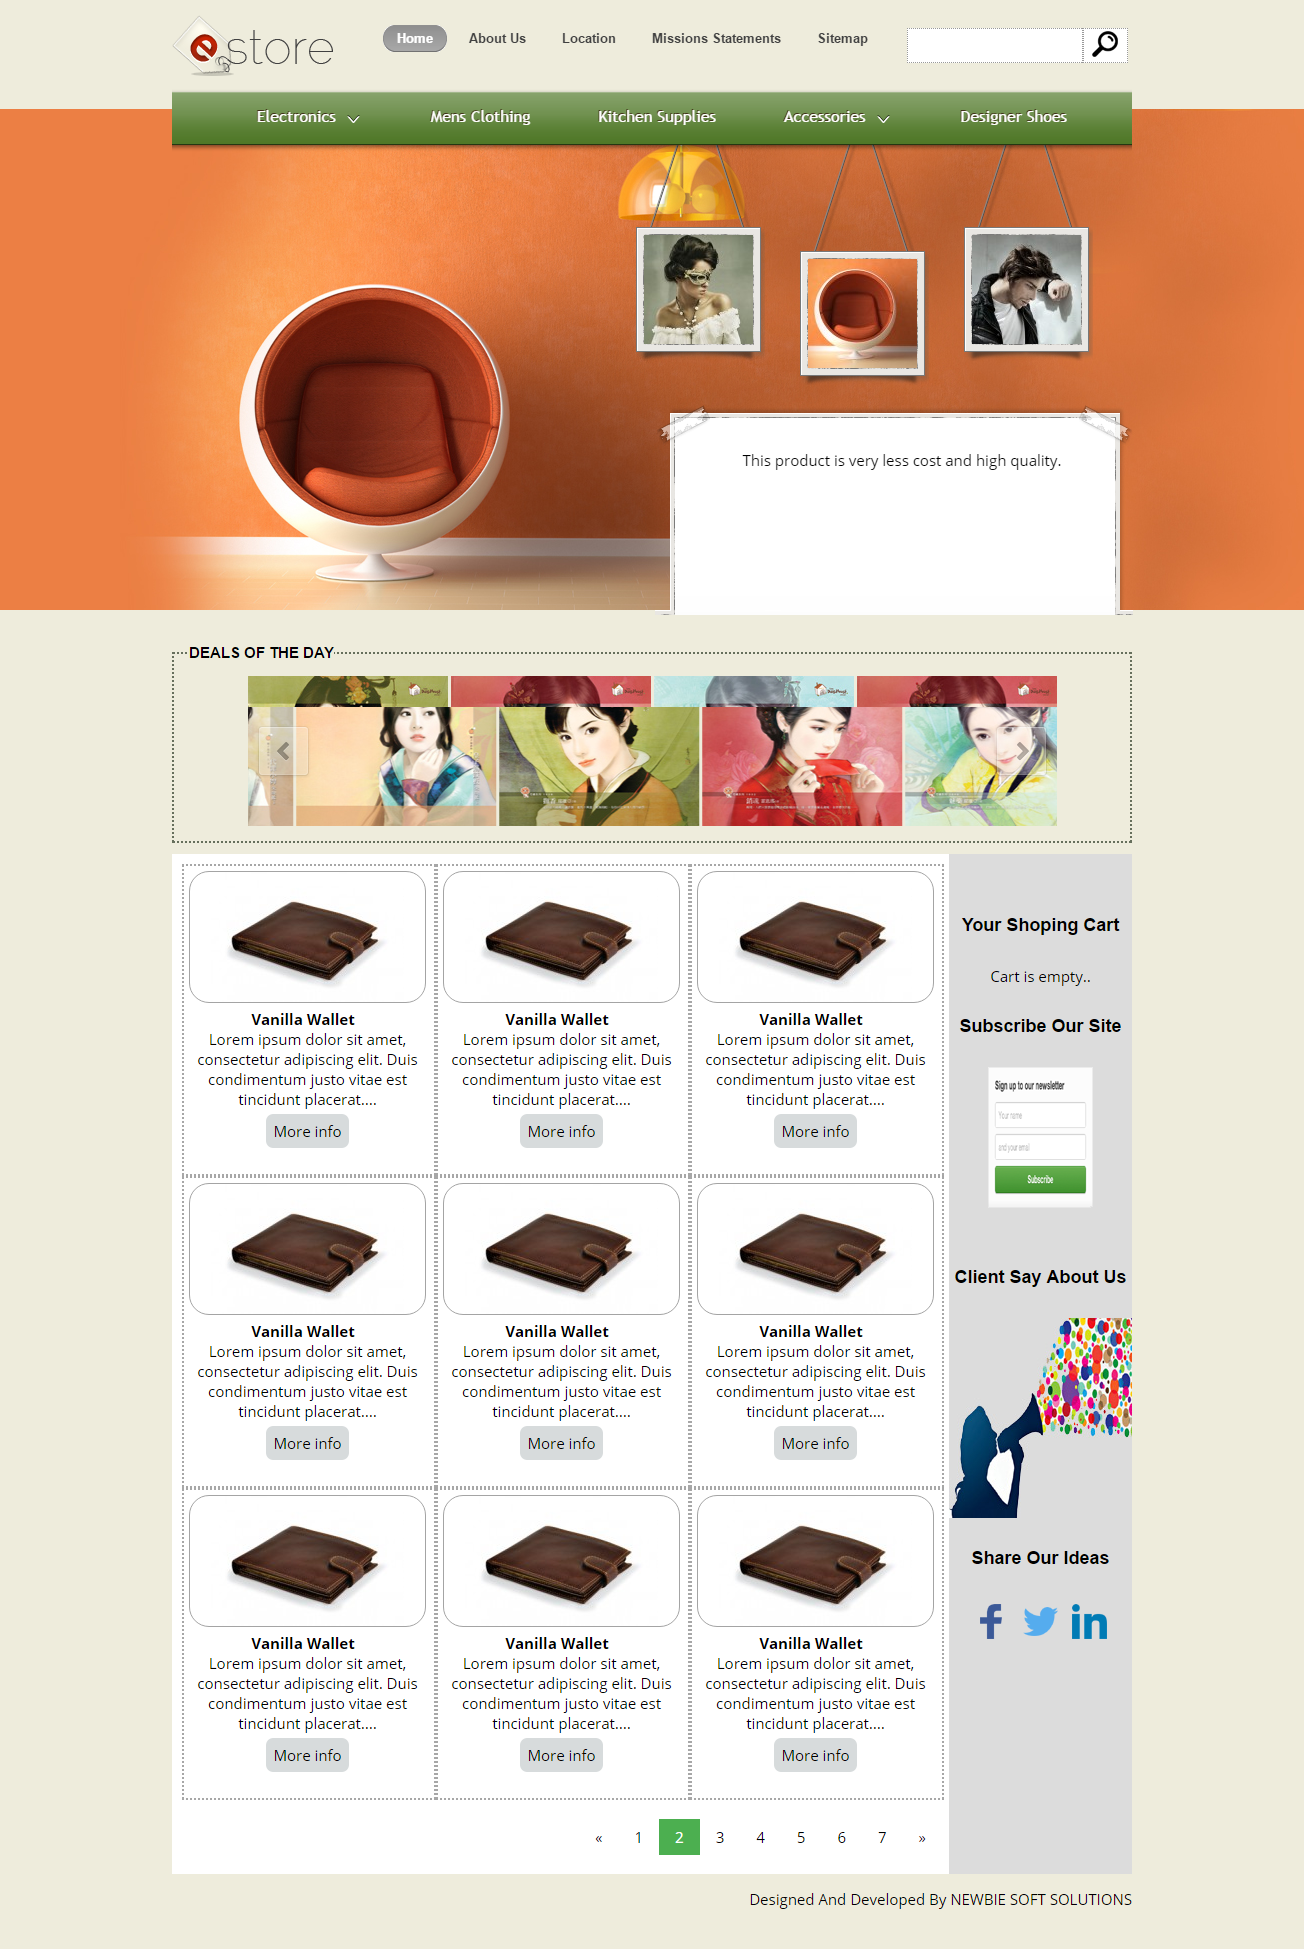 estore
Home
About Us
Location
Missions Statements
Sitemap
Electronics
Mens Clothing
Kitchen Supplies
Accessories
Designer Shoes
This product is very less cost and high quality.
DEALS OF THE DAY
Vanilla Wallet
Lorem ipsum dolor sit amet,
consectetur adipiscing elit. Duis
condimentum justo vitae est
tincidunt placerat....
More info
Vanilla Wallet
Lorem ipsum dolor sit amet,
consectetur adipiscing elit. Duis
condimentum justo vitae est
tincidunt placerat....
More info
Vanilla Wallet
Lorem ipsum dolor sit amet,
consectetur adipiscing elit. Duis
condimentum justo vitae est
tincidunt placerat....
More info
Vanilla Wallet
Lorem ipsum dolor sit amet,
consectetur adipiscing elit. Duis
condimentum justo vitae est
tincidunt placerat....
More info
Vanilla Wallet
Lorem ipsum dolor sit amet,
consectetur adipiscing elit. Duis
condimentum justo vitae est
tincidunt placerat....
More info
Vanilla Wallet
Lorem ipsum dolor sit amet,
consectetur adipiscing elit. Duis
condimentum justo vitae est
tincidunt placerat....
More info
Vanilla Wallet
Lorem ipsum dolor sit amet,
consectetur adipiscing elit. Duis
condimentum justo vitae est
tincidunt placerat....
More info
Vanilla Wallet
Lorem ipsum dolor sit amet,
consectetur adipiscing elit. Duis
condimentum justo vitae est
tincidunt placerat....
More info
Vanilla Wallet
Lorem ipsum dolor sit amet,
consectetur adipiscing elit. Duis
condimentum justo vitae est
tincidunt placerat....
More info
« 1 2 3 4 5 6 7 »
Your Shoping Cart
Cart is empty..
Subscribe Our Site
Sign up to our newsletter
Your name
and your email
Subscribe
Client Say About Us
Share Our Ideas
f
in
Designed And Developed By NEWBIE SOFT SOLUTIONS